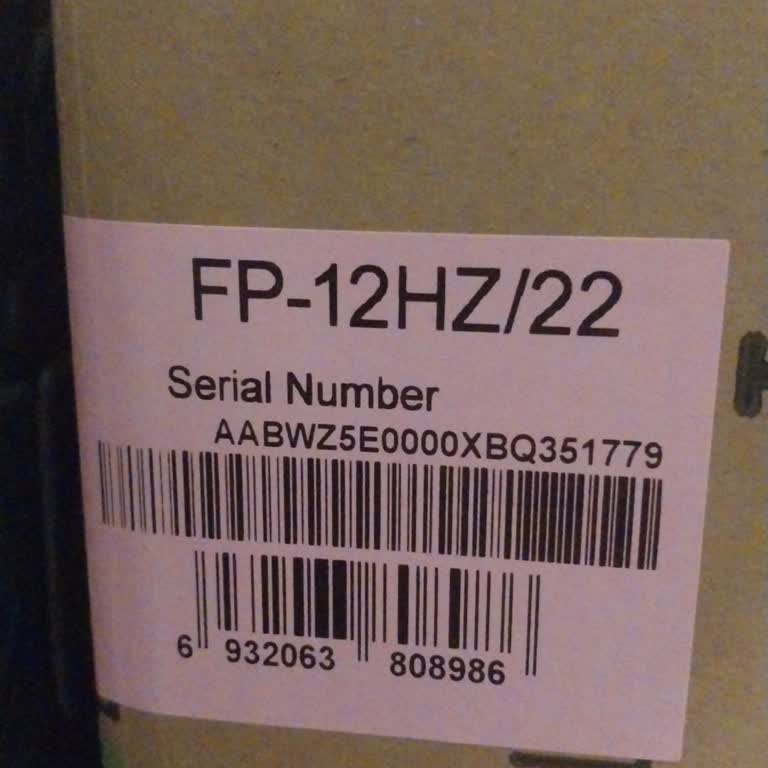 FP-12HZ/22
Serial Number
AABWZ5E0000XBQ351779
6 932063 808986